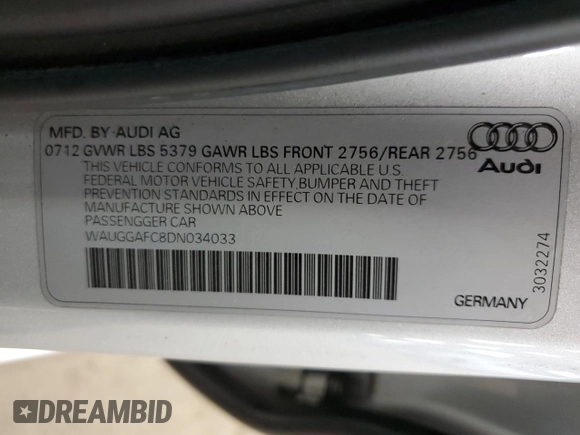 MFD. BY AUDI AG
0712 GVWR LBS 5379 GAWR LBS FRONT 2756/REAR 2756
THIS VEHICLE CONFORMS TO ALL APPLICABLE U.S.
FEDERAL MOTOR VEHICLE SAFETY,BUMPER AND THEFT
PREVENTION STANDARDS IN EFFECT ON THE DATE OF
MANUFACTURE SHOWN ABOVE
PASSENGGER CAR
WAUGGAFC8DN034033
Audi
3032274
GERMANY
DREAMBID